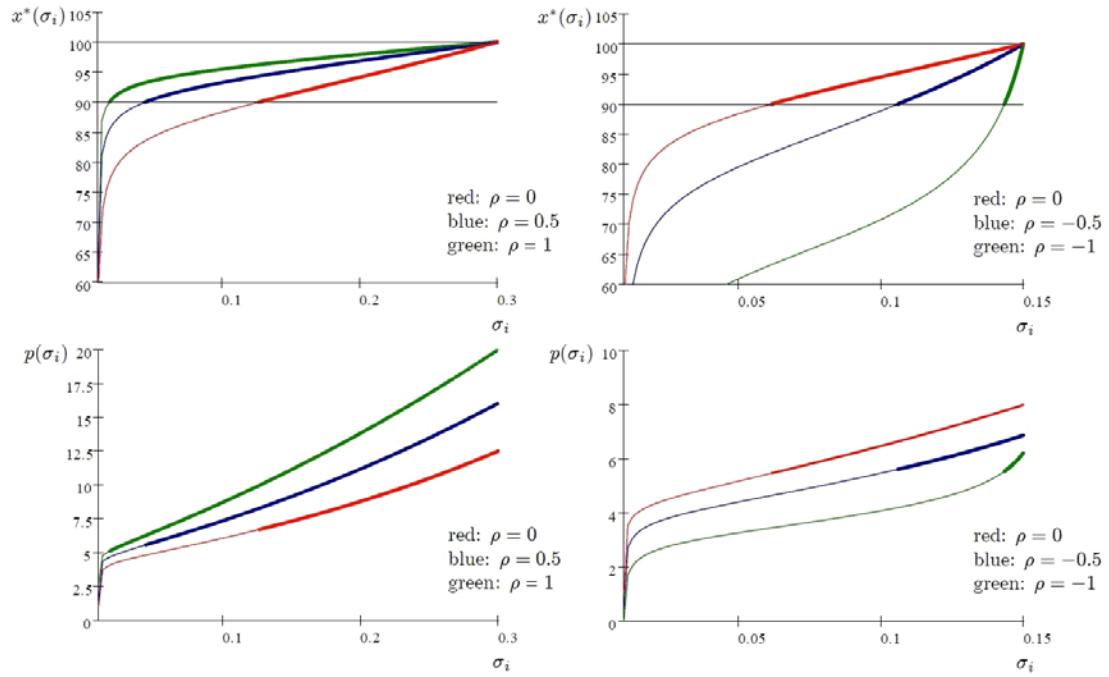 x*(σᵢ)
105
100
95
90
85
80
75
70
65
60
0.1
0.2
0.3
σᵢ
red: ρ = 0
blue: ρ = 0.5
green: ρ = 1
x*(σᵢ)
105
100
95
90
85
80
75
70
65
60
0.05
0.1
0.15
σᵢ
red: ρ = 0
blue: ρ = −0.5
green: ρ = −1
p(σᵢ)
20
17.5
15
12.5
10
7.5
5
2.5
0
0.1
0.2
0.3
σᵢ
red: ρ = 0
blue: ρ = 0.5
green: ρ = 1
p(σᵢ)
10
8
6
4
2
0
0.05
0.1
0.15
σᵢ
red: ρ = 0
blue: ρ = −0.5
green: ρ = −1